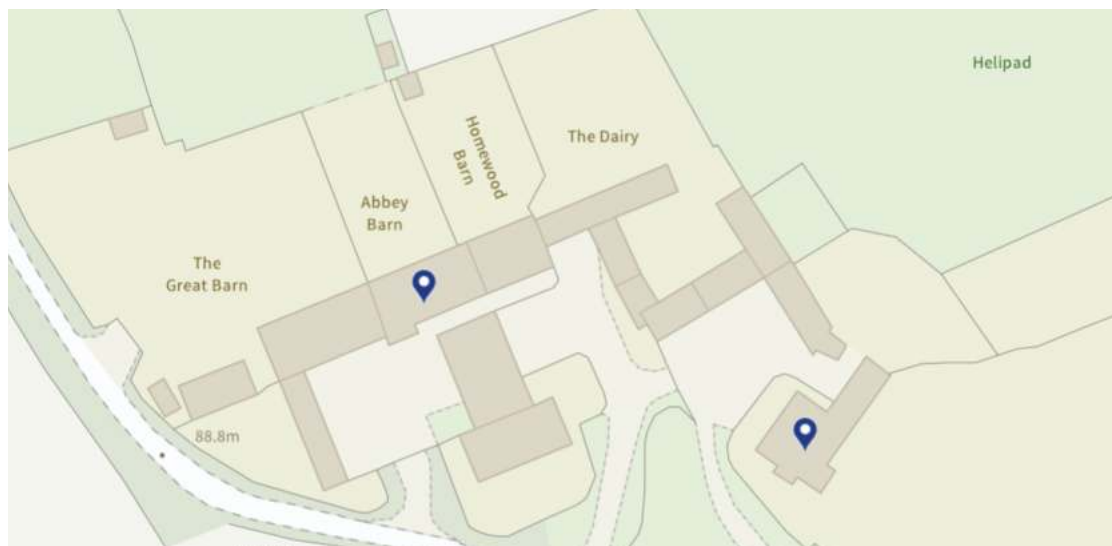 Helipad
The Dairy
Homewood
Barn
Abbey
Barn
The
Great Barn
88.8m